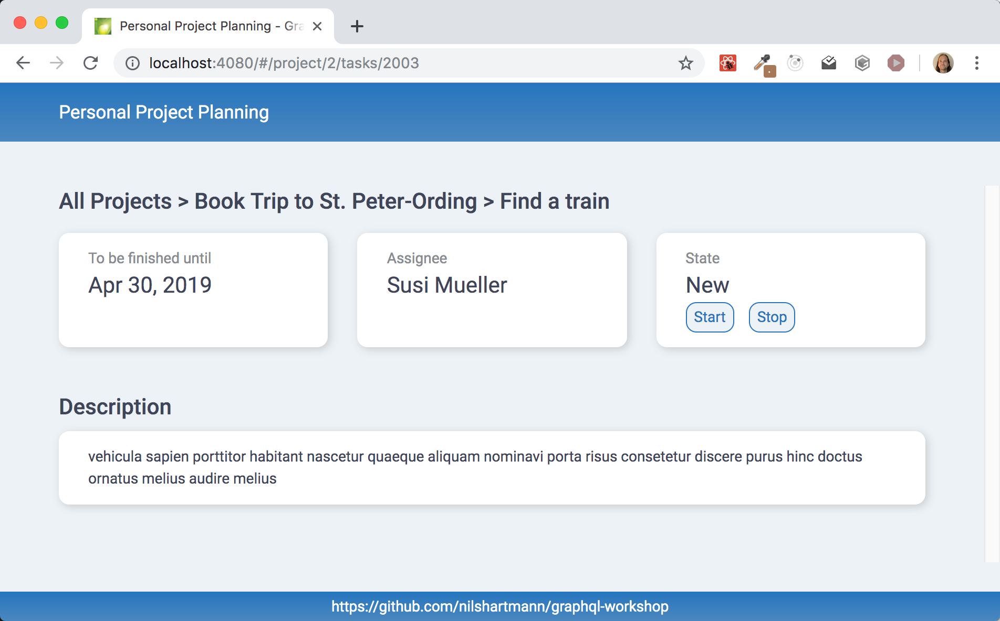 Personal Project Planning - Gra
localhost:4080/#/project/2/tasks/2003
Personal Project Planning
All Projects > Book Trip to St. Peter-Ording > Find a train
To be finished until
Apr 30, 2019
Assignee
Susi Mueller
State
New
Start Stop
Description
vehicula sapien porttitor habitant nascetur quaeque aliquam nominavi porta risus consetetur discere purus hinc doctus
ornatus melius audire melius
https://github.com/nilshartmann/graphql-workshop